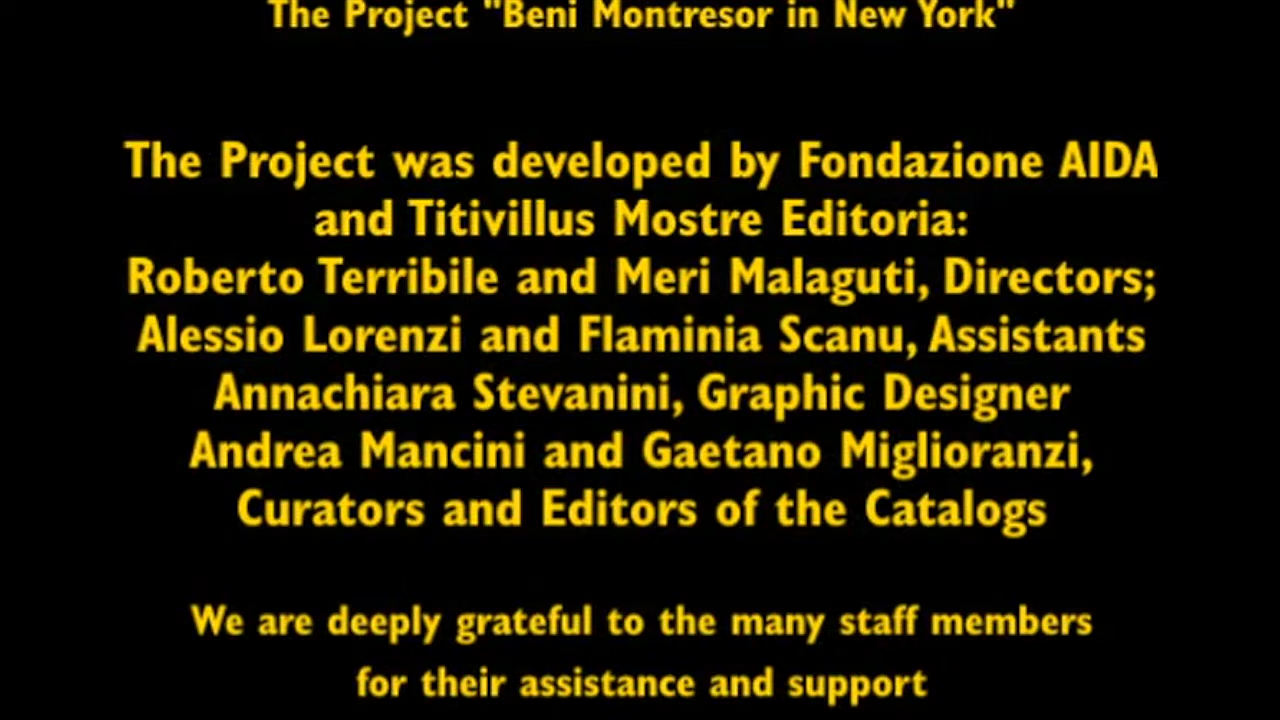 The Project "Beni Montresor in New York"
The Project was developed by Fondazione AIDA
and Titivillus Mostre Editoria:
Roberto Terribile and Meri Malaguti, Directors;
Alessio Lorenzi and Flaminia Scanu, Assistants
Annachiara Stevanini, Graphic Designer
Andrea Mancini and Gaetano Miglioranzi,
Curators and Editors of the Catalogs
We are deeply grateful to the many staff members
for their assistance and support